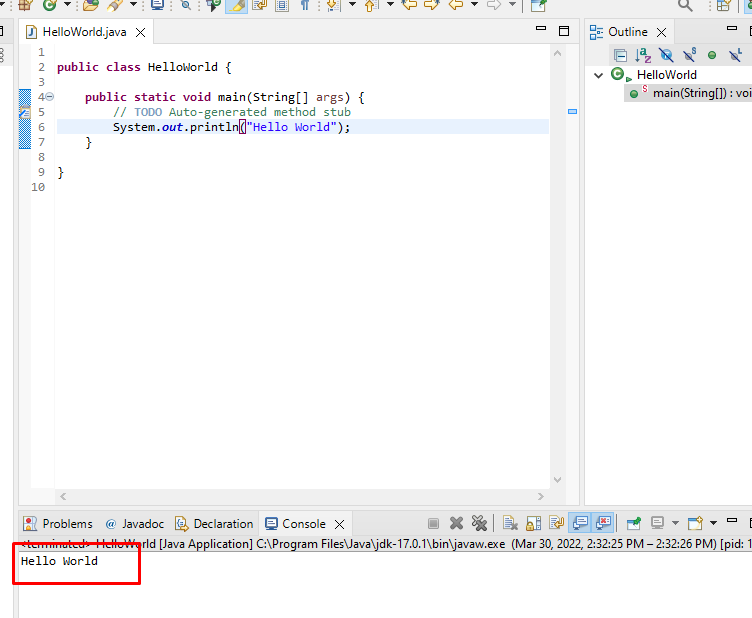 HelloWorld.java
Outline
1
2 public class HelloWorld {
3
4 public static void main(String[] args) {
5 // TODO Auto-generated method stub
6 System.out.println("Hello World");
7 }
8
9 }
10
HelloWorld
main(String[]) : voi
Problems @ Javadoc Declaration Console
<terminated> HelloWorld [Java Application] C:\Program Files\Java\jdk-17.0.1\bin\javaw.exe (Mar 30, 2022, 2:32:25 PM – 2:32:26 PM) [pid: 1
Hello World